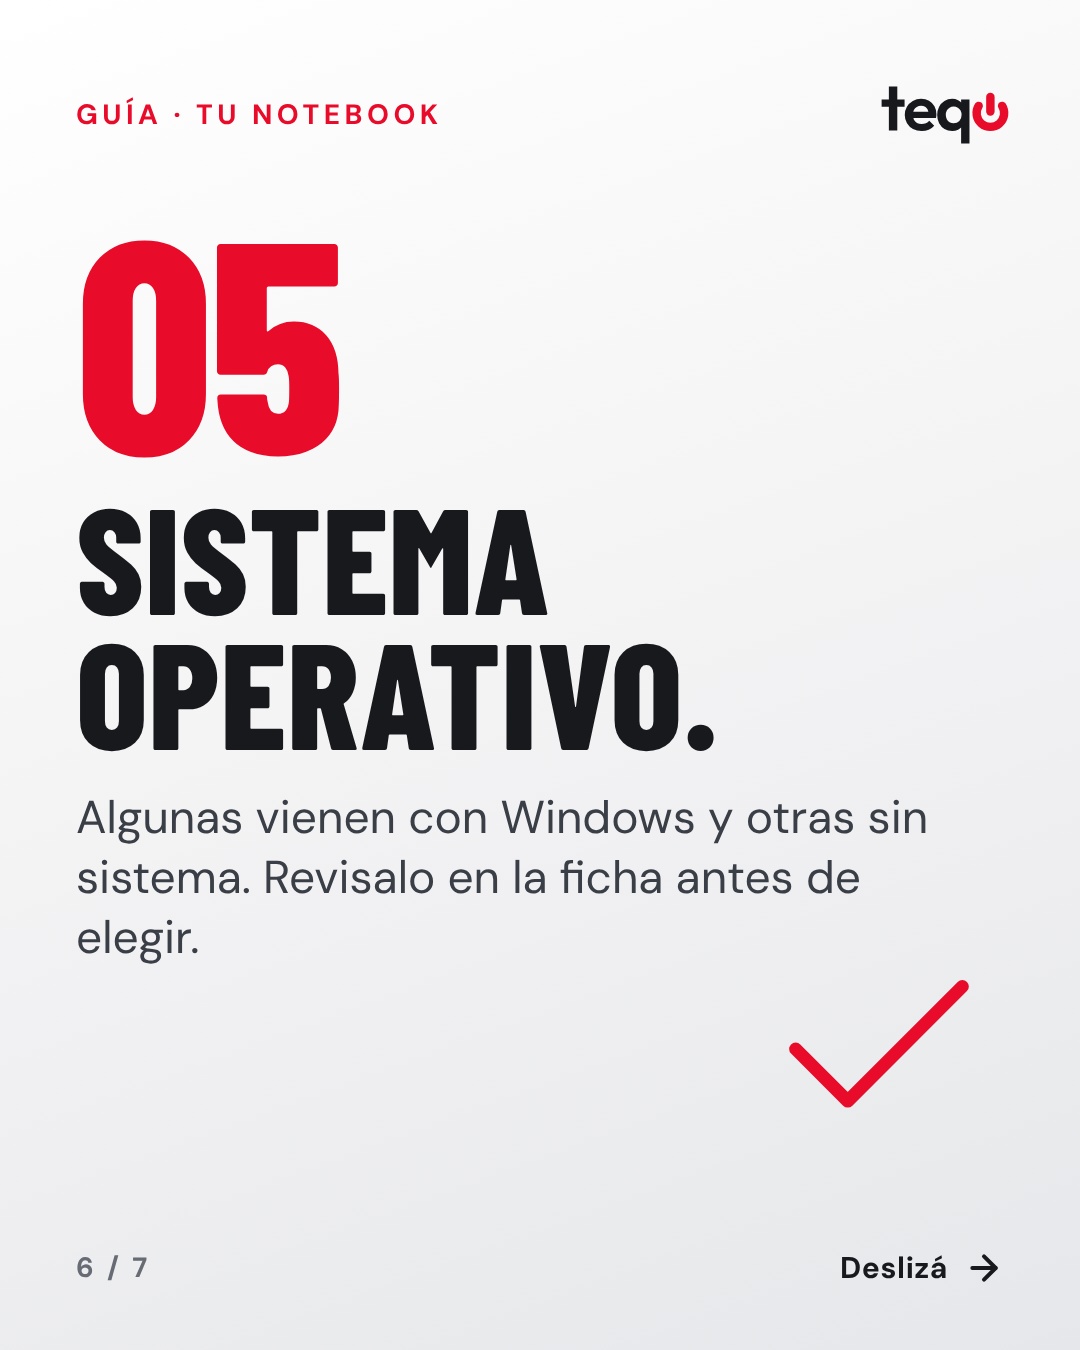 GUÍA · TU NOTEBOOK
teqo
05
SISTEMA
OPERATIVO.
Algunas vienen con Windows y otras sin
sistema. Revisalo en la ficha antes de
elegir.
6 / 7
Deslizá →